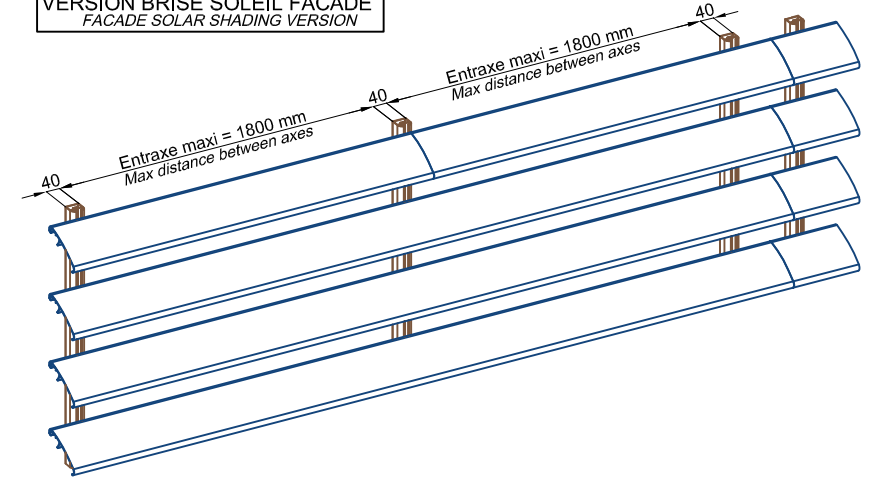 VERSION BRISE SOLEIL FACADE
FACADE SOLAR SHADING VERSION
40
Entraxe maxi = 1800 mm
Max distance between axes
40
Entraxe maxi = 1800 mm
Max distance between axes
40